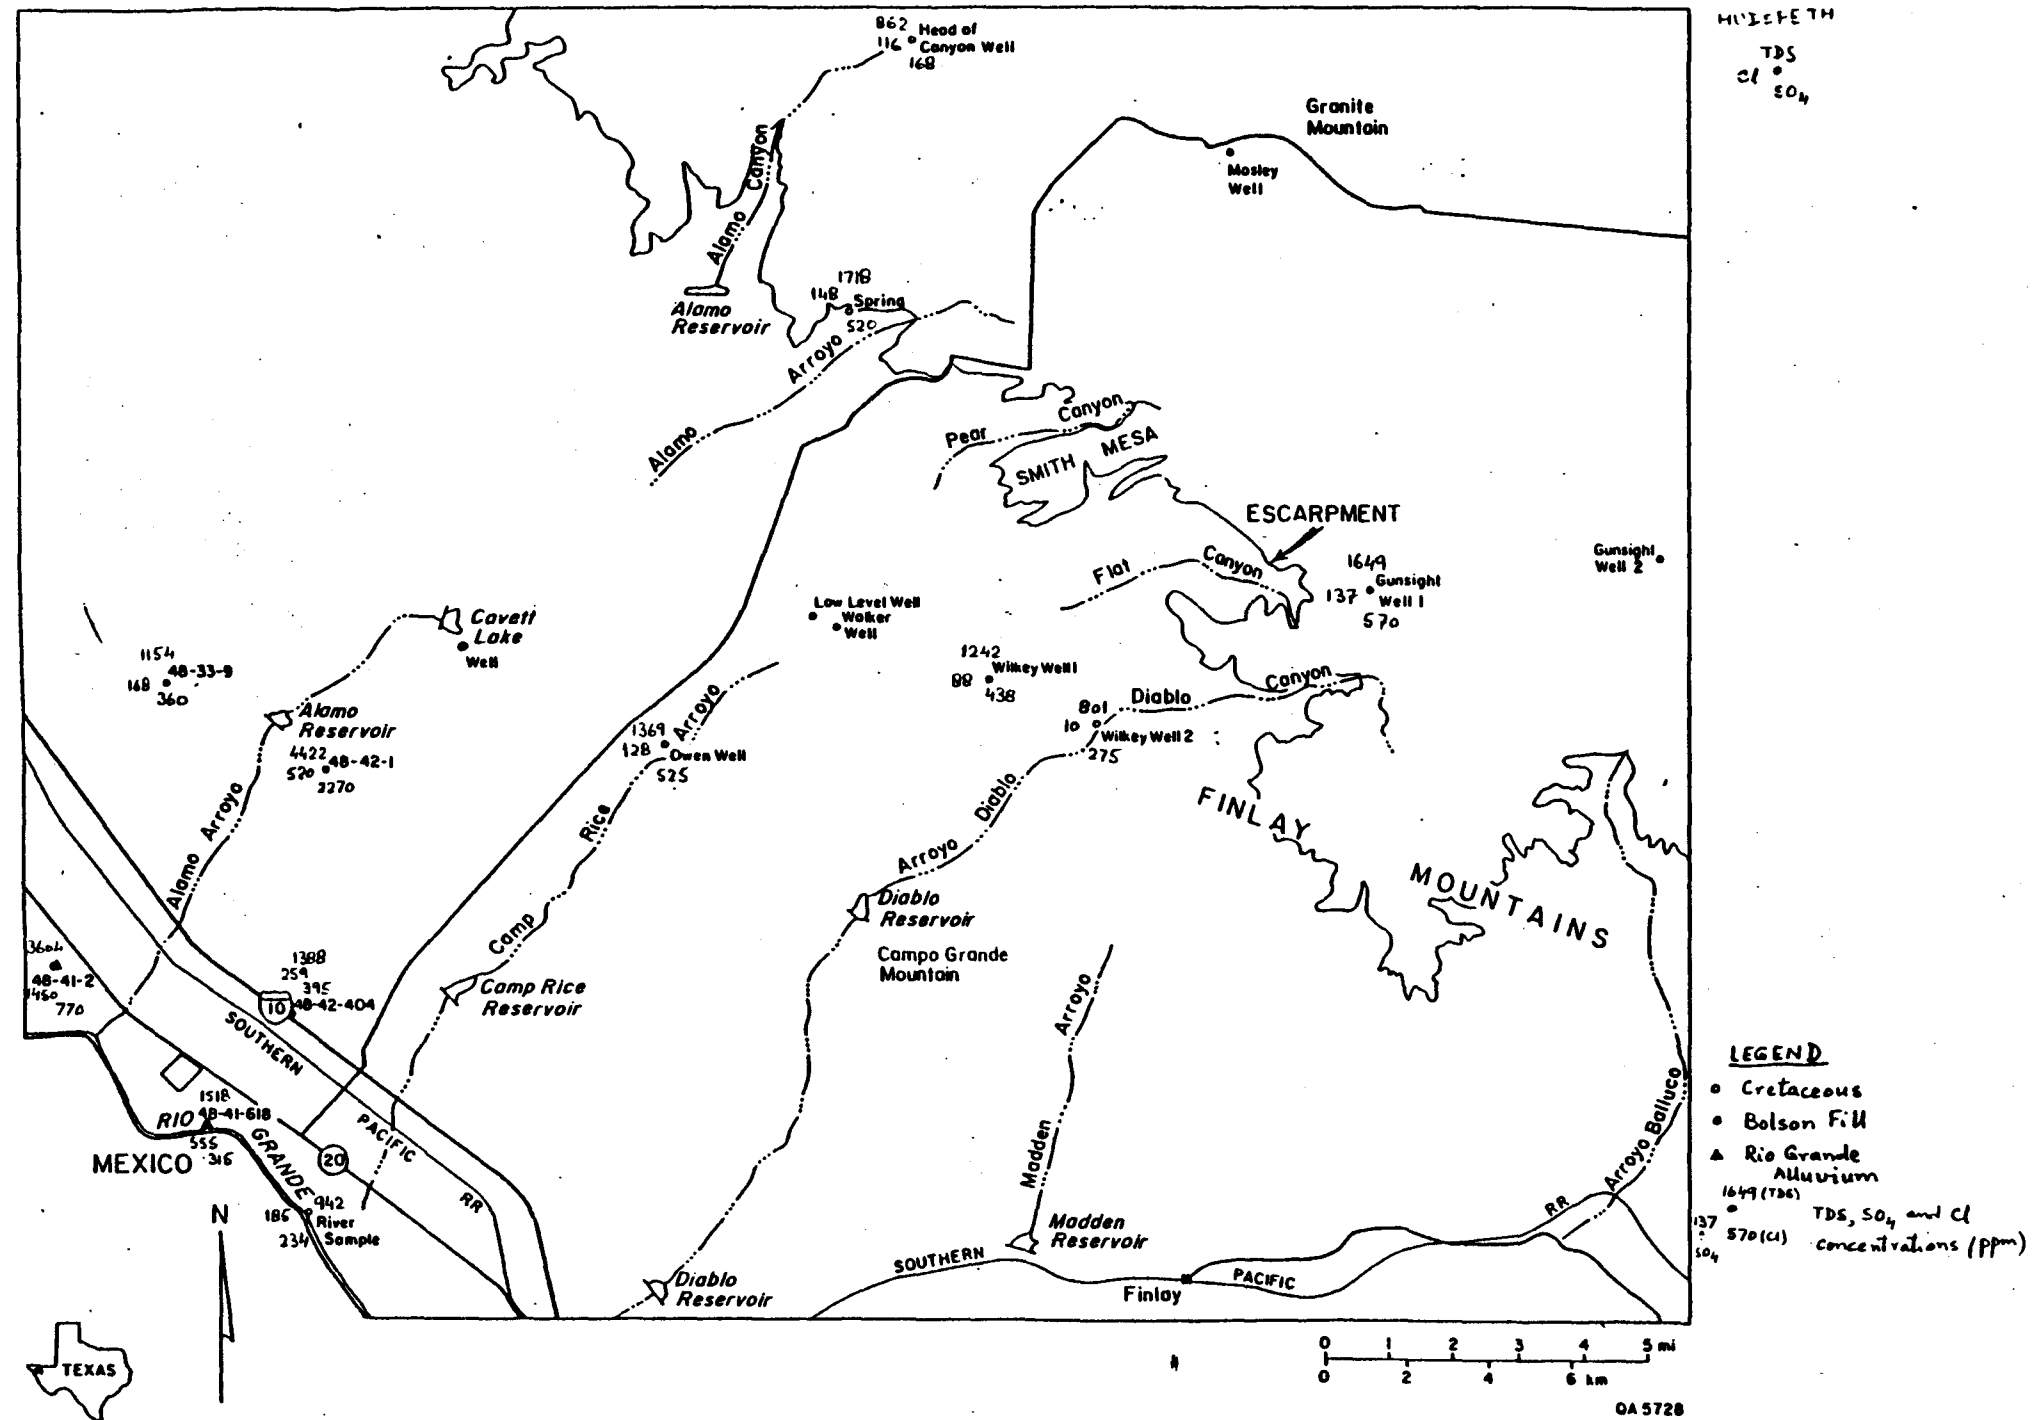 HUDSPETH
TDS
Cl
SO4
862
116
Head of
Canyon Well
168
Granite
Mountain
Mosley
Well
Alamo Canyon
Alamo
Reservoir
1718
148
Spring
520
Alamo Arroyo
Pear Canyon
SMITH MESA
ESCARPMENT
Flat Canyon
1649
137
Gunsight
Well 1
570
Gunsight
Well 2
Cavett
Lake
Well
Low Level Well
Walker
Well
1154
168
48-33-9
360
1242
88
Wilkey Well 1
438
Diablo Canyon
801
10
Wilkey Well 2
275
Alamo
Reservoir
4422
520
48-42-1
2270
1369
128
Owen Well
525
Camp Rice Arroyo
Alamo Arroyo
Arroyo Diablo
FINLAY
MOUNTAINS
Diablo
Reservoir
Campo Grande
Mountain
3604
48-41-2
1450
770
1388
259
395
48-42-404
10
Camp Rice
Reservoir
SOUTHERN
PACIFIC
RR
Madden Arroyo
Arroyo Balluco
1518
48-41-618
555
316
RIO GRANDE
MEXICO
20
942
186
River
Sample
234
N
Madden
Reservoir
Diablo
Reservoir
SOUTHERN
PACIFIC
RR
Finlay
LEGEND
Cretaceous
Bolson Fill
Rio Grande
Alluvium
1649 (TDS)
137
SO4
570 (Cl)
TDS, SO4 and Cl
concentrations (ppm)
TEXAS
0 1 2 3 4 5 mi
0 2 4 6 km
QA 5728